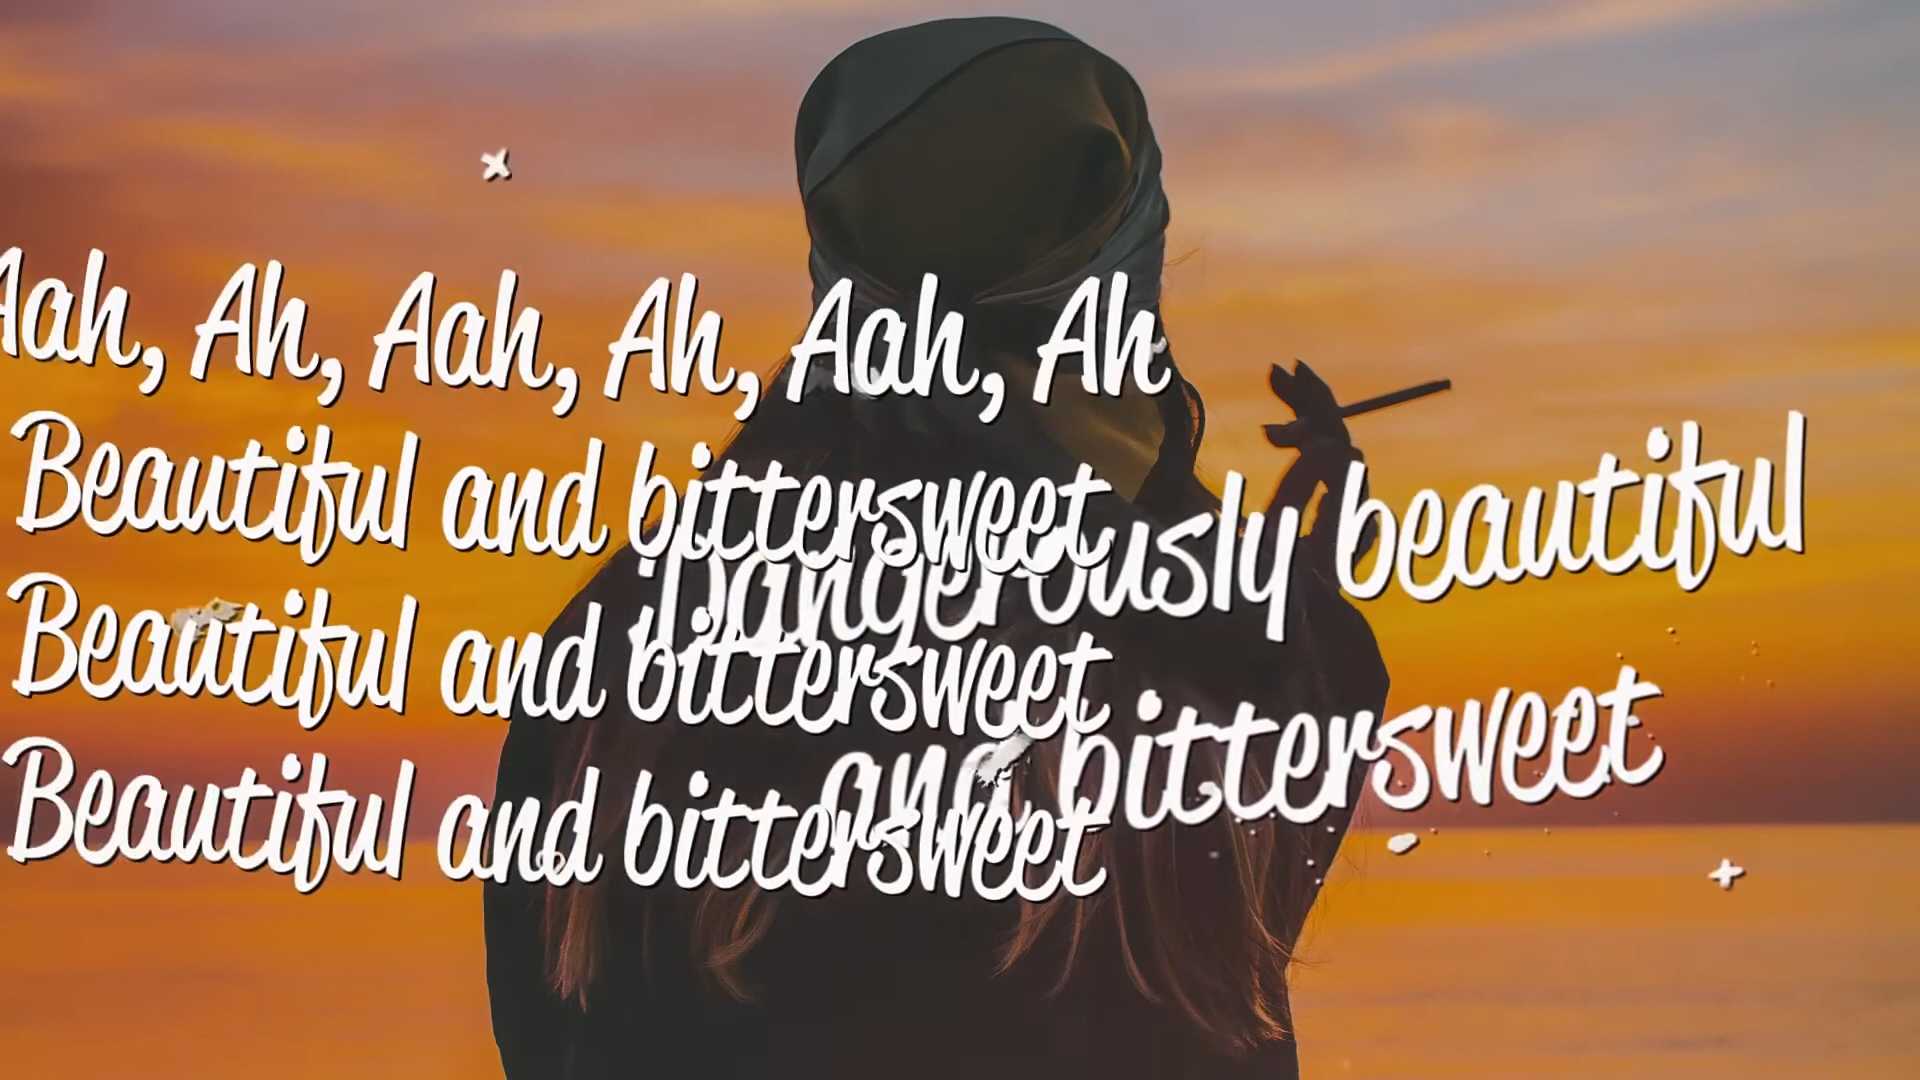 Aah, Ah, Aah, Ah, Aah, Ah
Beautiful and bittersweet
Beautiful and bittersweet
Beautiful and bittersweet
Dangerously beautiful
and bittersweet